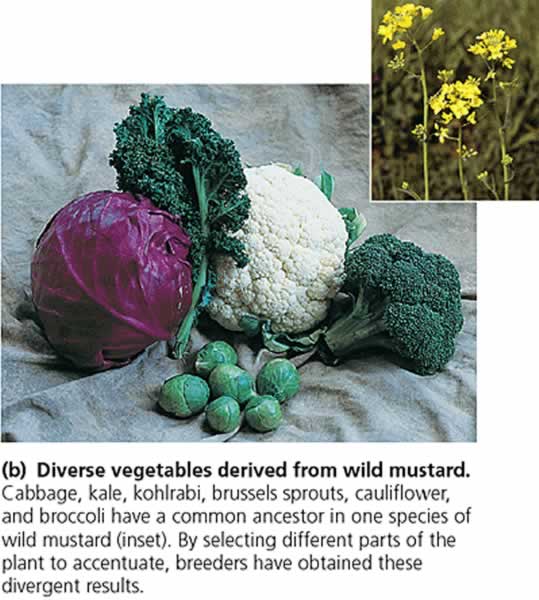 (b) Diverse vegetables derived from wild mustard.
Cabbage, kale, kohlrabi, brussels sprouts, cauliflower,
and broccoli have a common ancestor in one species of
wild mustard (inset). By selecting different parts of the
plant to accentuate, breeders have obtained these
divergent results.